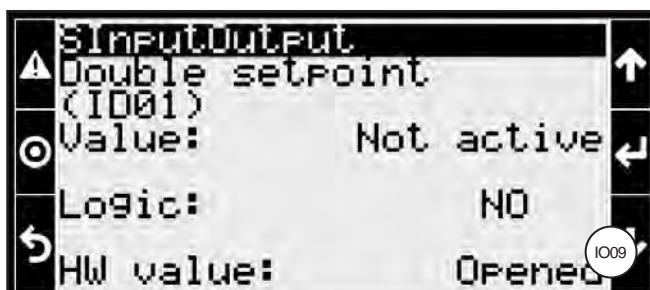 SInputOutput
Double setpoint
(ID01)
Value: Not active
Logic: NO
HW value: Opened
IO09